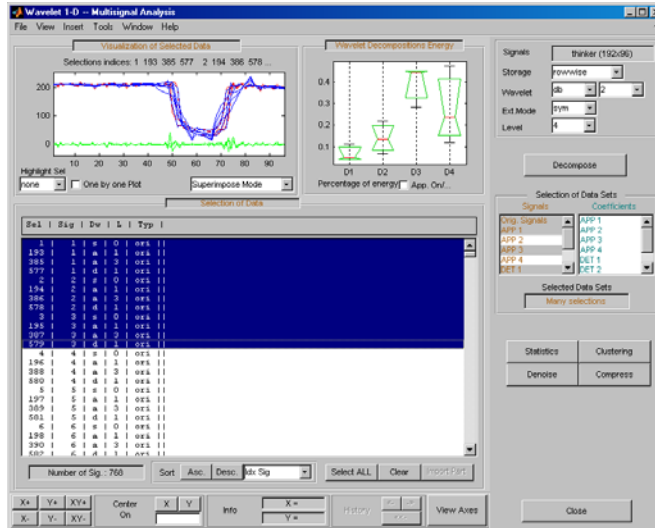 Wavelet 1-D -- Multisignal Analysis
File View Insert Tools Window Help
Visualization of Selected Data
Selections indices: 1 193 385 577 2 194 386 578 ...
200
100
0
10 20 30 40 50 60 70 80 90
Highlight Sel
none
One by one Plot
Superimpose Mode
Wavelet Decompositions Energy
0.4
0.3
0.2
0.1
D1 D2 D3 D4
Percentage of energy
App. On/...
Signals thinker (192x96)
Storage rowwise
Wavelet db 2
Ext.Mode sym
Level 4
Decompose
Selection of Data Sets
Signals Coefficients
Orig. Signals APP 1
APP 1 APP 2
APP 2 APP 3
APP 3 APP 4
APP 4 DET 1
DET 1 DET 2
Selected Data Sets
Many selections
Statistics Clustering
Denoise Compress
Close
Selection of Data
Sel | Sig | Dw | L | Typ |
1 | 1 | s | 0 | ori ||
193 | 1 | a | 1 | ori ||
385 | 1 | a | 3 | ori ||
577 | 1 | d | 1 | ori ||
2 | 2 | s | 0 | ori ||
194 | 2 | a | 1 | ori ||
386 | 2 | a | 3 | ori ||
578 | 2 | d | 1 | ori ||
3 | 3 | s | 0 | ori ||
195 | 3 | a | 1 | ori ||
387 | 3 | a | 3 | ori ||
579 | 3 | d | 1 | ori ||
4 | 4 | s | 0 | ori ||
196 | 4 | a | 1 | ori ||
388 | 4 | a | 3 | ori ||
580 | 4 | d | 1 | ori ||
5 | 5 | s | 0 | ori ||
197 | 5 | a | 1 | ori ||
389 | 5 | a | 3 | ori ||
581 | 5 | d | 1 | ori ||
6 | 6 | s | 0 | ori ||
198 | 6 | a | 1 | ori ||
390 | 6 | a | 3 | ori ||
582 | 6 | d | 1 | ori ||
Number of Sig.: 768
Sort Asc. Desc. Idx Sig
Select ALL Clear Import Part.
X+ Y+ XY+
X- Y- XY-
Center On
X Y
Info
X =
Y =
History
View Axes